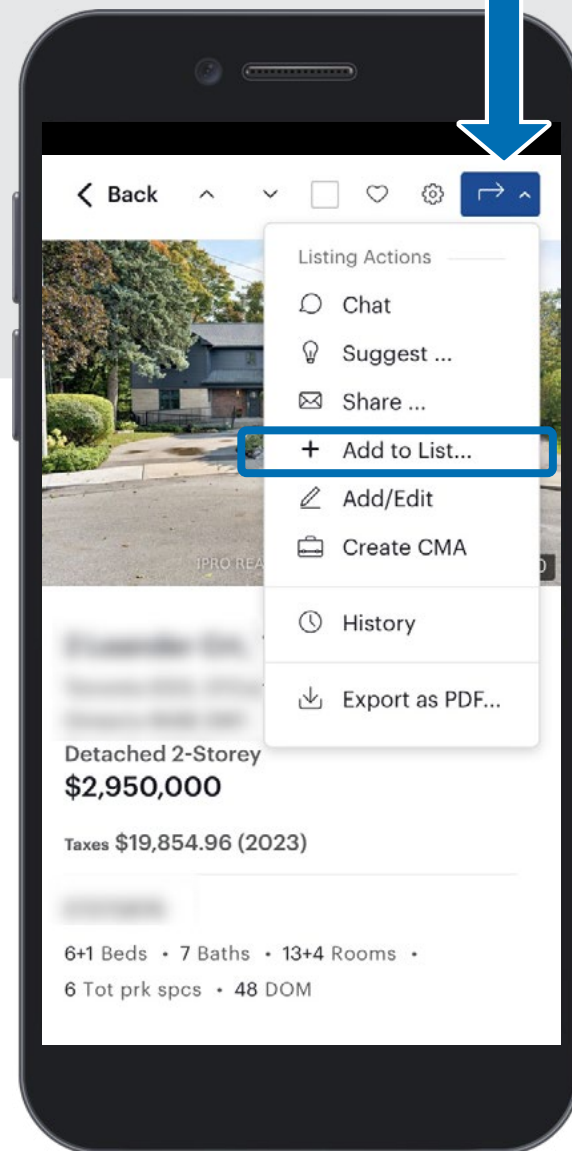 Back
Listing Actions
Chat
Suggest ...
Share ...
Add to List...
Add/Edit
Create CMA
IPRO REA
History
Export as PDF...
Detached 2-Storey
$2,950,000
Taxes $19,854.96 (2023)
6+1 Beds • 7 Baths • 13+4 Rooms •
6 Tot prk spcs • 48 DOM